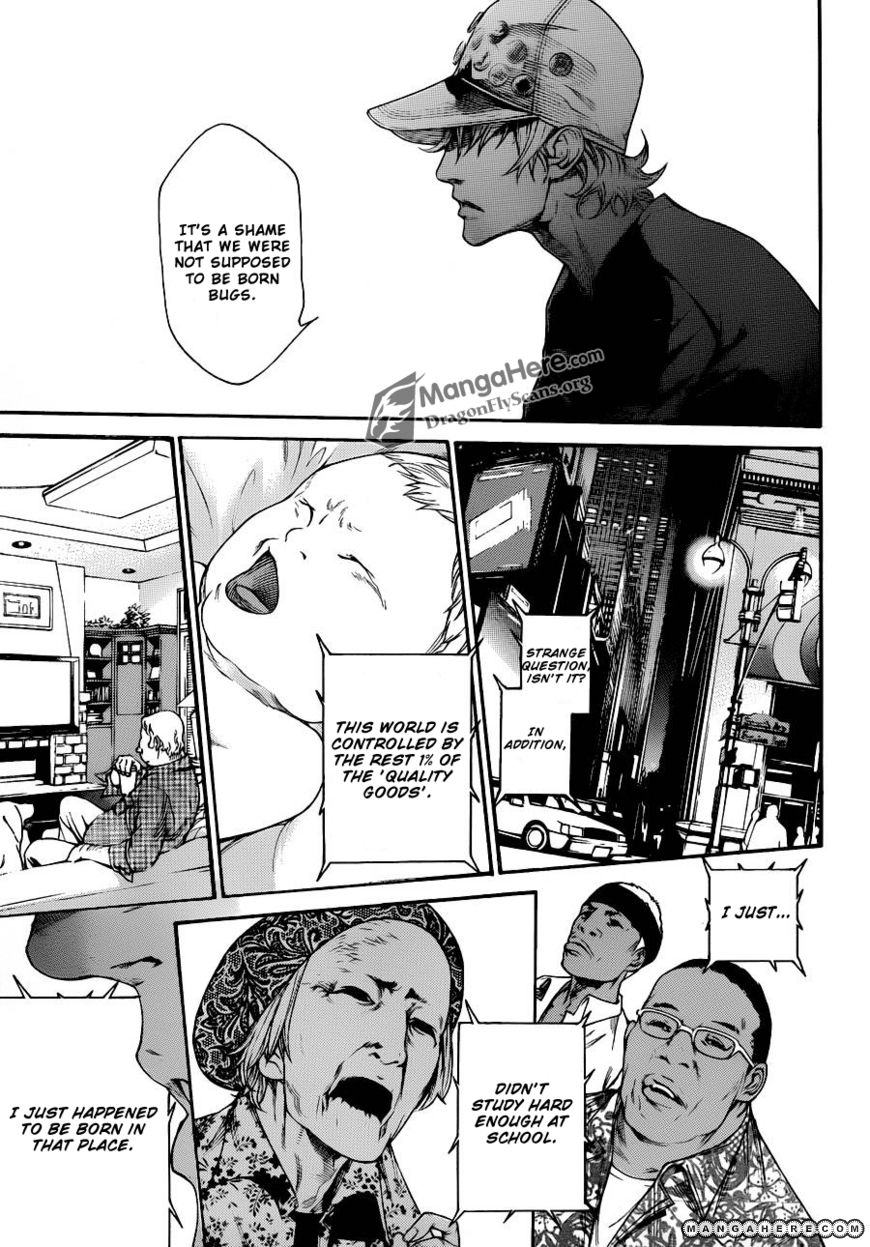 IT'S A SHAME
THAT WE WERE
NOT SUPPOSED
TO BE BORN
BUGS.
MANGAHERE.com
DragonFlyScans.org
STRANGE
QUESTION,
ISN'T IT?
IN
ADDITION,
THIS WORLD IS
CONTROLLED BY
THE REST 1% OF
THE 'QUALITY
GOODS'.
I JUST...
DIDN'T
STUDY HARD
ENOUGH AT
SCHOOL.
I JUST HAPPENED
TO BE BORN IN
THAT PLACE.
MANGAHERE.COM